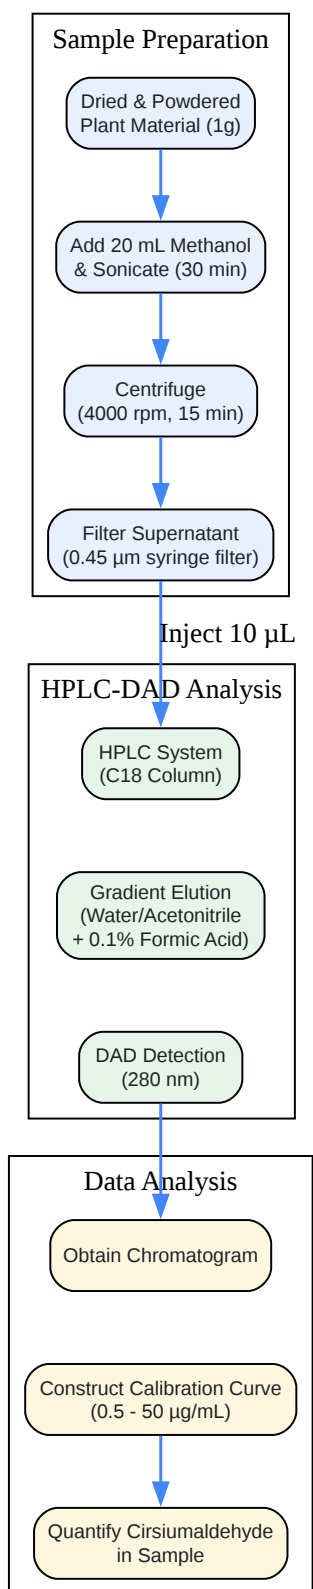 Sample Preparation
Dried & Powdered
Plant Material (1g)
Add 20 mL Methanol
& Sonicate (30 min)
Centrifuge
(4000 rpm, 15 min)
Filter Supernatant
(0.45 µm syringe filter)
Inject 10 µL
HPLC-DAD Analysis
HPLC System
(C18 Column)
Gradient Elution
(Water/Acetonitrile
+ 0.1% Formic Acid)
DAD Detection
(280 nm)
Data Analysis
Obtain Chromatogram
Construct Calibration Curve
(0.5 - 50 µg/mL)
Quantify Cirsiumaldehyde
in Sample